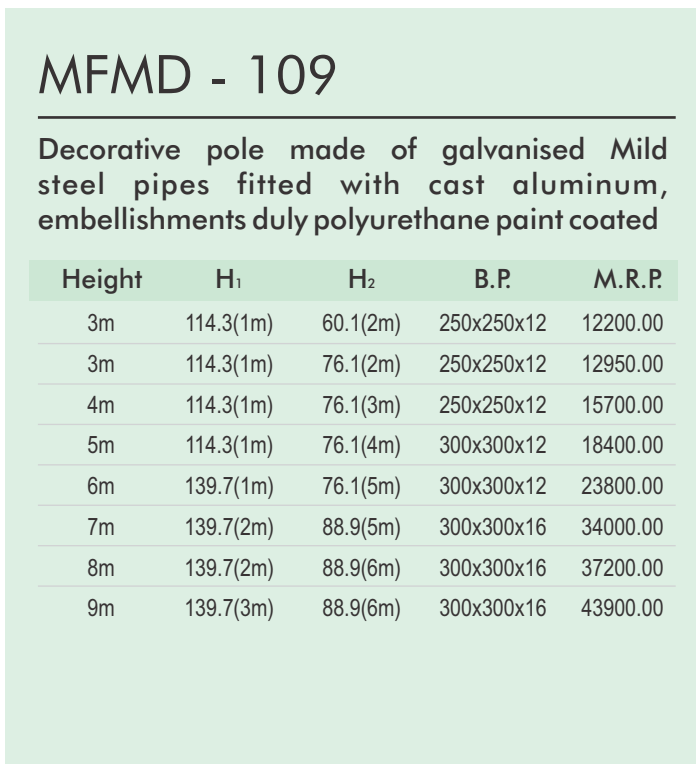 MFMD - 109
Decorative pole made of galvanised Mild
steel pipes fitted with cast aluminum,
embellishments duly polyurethane paint coated
Height H1 H2 B.P. M.R.P.
3m 114.3(1m) 60.1(2m) 250x250x12 12200.00
3m 114.3(1m) 76.1(2m) 250x250x12 12950.00
4m 114.3(1m) 76.1(3m) 250x250x12 15700.00
5m 114.3(1m) 76.1(4m) 300x300x12 18400.00
6m 139.7(1m) 76.1(5m) 300x300x12 23800.00
7m 139.7(2m) 88.9(5m) 300x300x16 34000.00
8m 139.7(2m) 88.9(6m) 300x300x16 37200.00
9m 139.7(3m) 88.9(6m) 300x300x16 43900.00